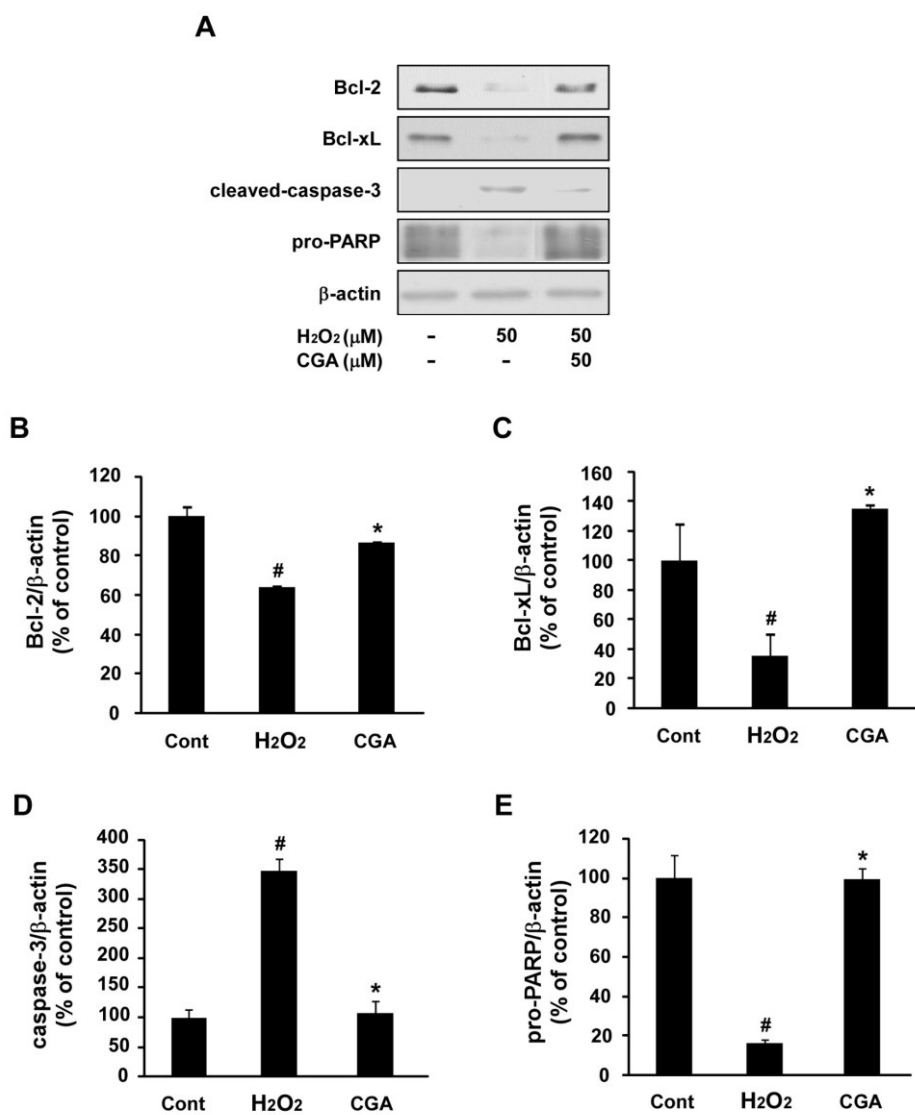 A
Bcl-2
Bcl-xL
cleaved-caspase-3
pro-PARP
β-actin
H₂O₂ (μM) - 50 50
CGA (μM) - - 50
B
Bcl-2/β-actin
(% of control)
120
100
80
60
40
20
0
#
*
Cont H₂O₂ CGA
C
Bcl-xL/β-actin
(% of control)
160
140
120
100
80
60
40
20
0
#
*
Cont H₂O₂ CGA
D
caspase-3/β-actin
(% of control)
400
350
300
250
200
150
100
50
0
#
*
Cont H₂O₂ CGA
E
pro-PARP/β-actin
(% of control)
120
100
80
60
40
20
0
#
*
Cont H₂O₂ CGA